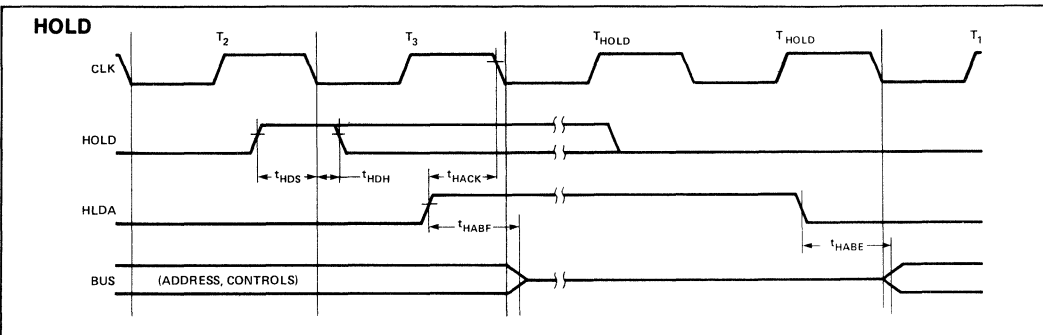 HOLD
T2 T3 THOLD THOLD T1
CLK
HOLD
tHDS tHDH tHACK
HLDA
tHABF tHABE
BUS (ADDRESS, CONTROLS)